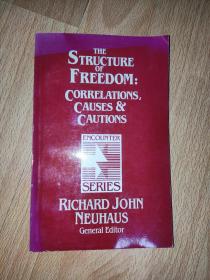 THE
STRUCTURE
OF
FREEDOM:
CORRELATIONS,
CAUSES &
CAUTIONS
ENCOUNTER
SERIES
RICHARD JOHN
NEUHAUS
General Editor